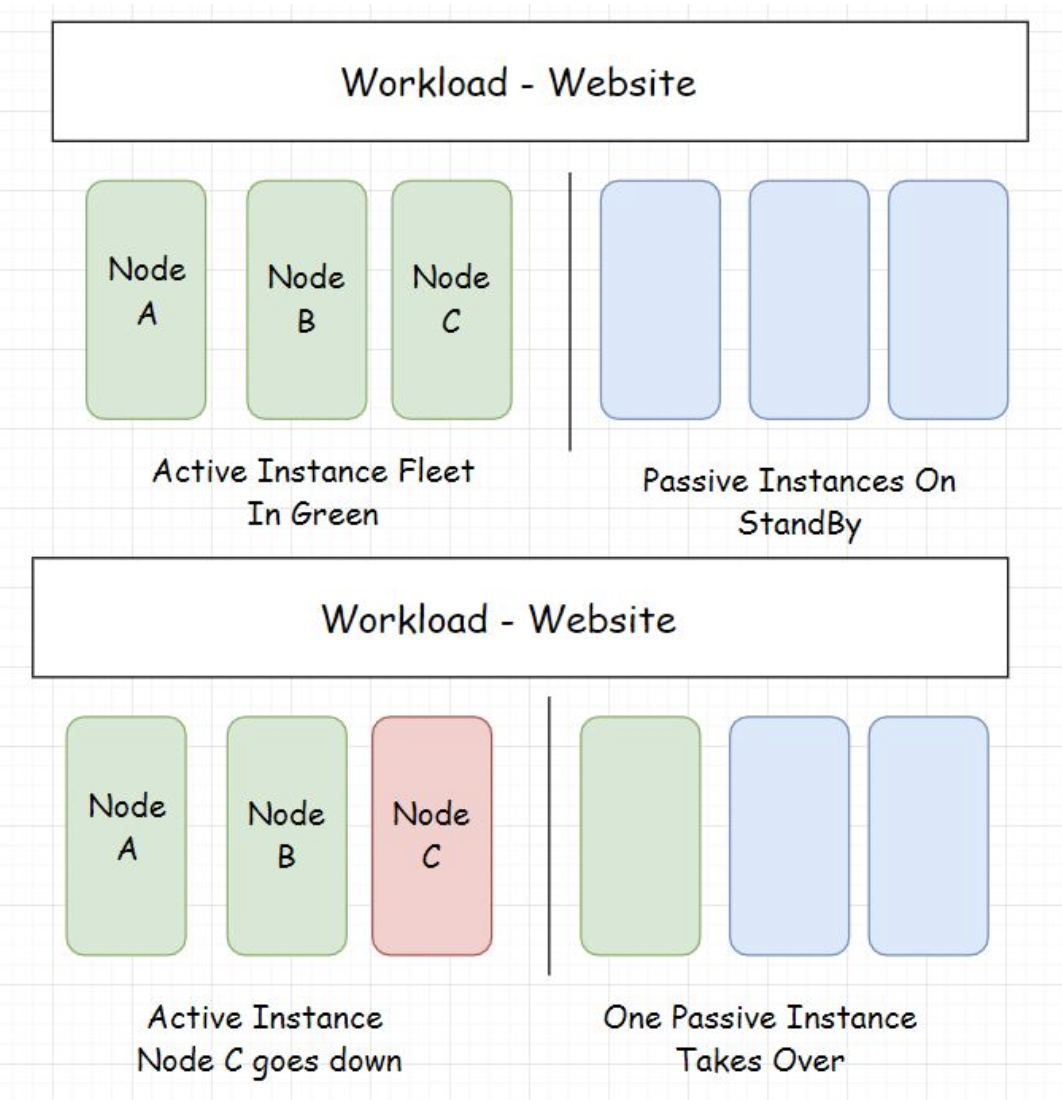 Workload - Website
Node
A
Node
B
Node
C
Active Instance Fleet
In Green
Passive Instances On
StandBy
Workload - Website
Node
A
Node
B
Node
C
Active Instance
Node C goes down
One Passive Instance
Takes Over